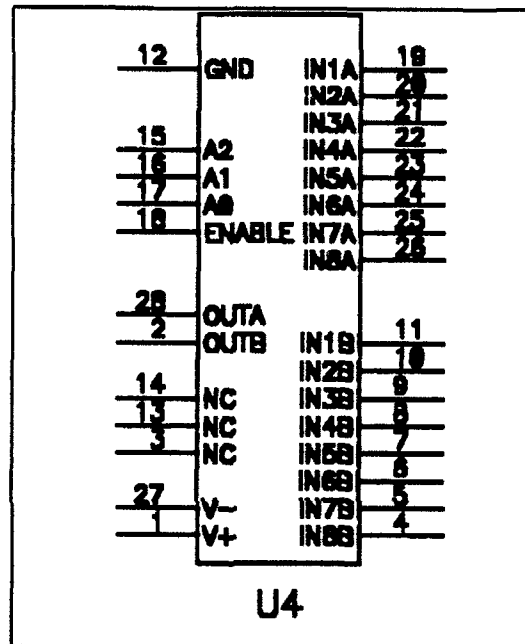 12 GND IN1A 19
IN2A 20
IN3A 21
15 A2 IN4A 22
16 A1 IN5A 23
17 A0 IN6A 24
18 ENABLE IN7A 25
IN8A 26
28 OUTA
2 OUTB IN1B 11
IN2B 10
14 NC IN3B 9
13 NC IN4B 8
3 NC IN5B 7
IN6B 6
27 V- IN7B 5
1 V+ IN8B 4
U4